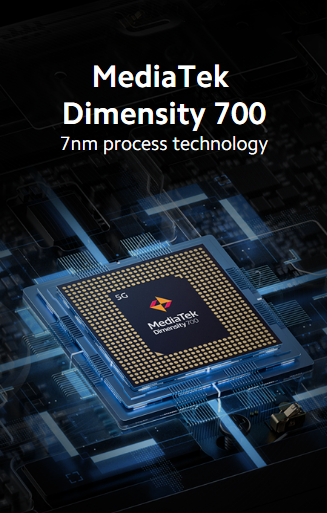 MediaTek
Dimensity 700
7nm process technology
5G
MediaTek
Dimensity 700